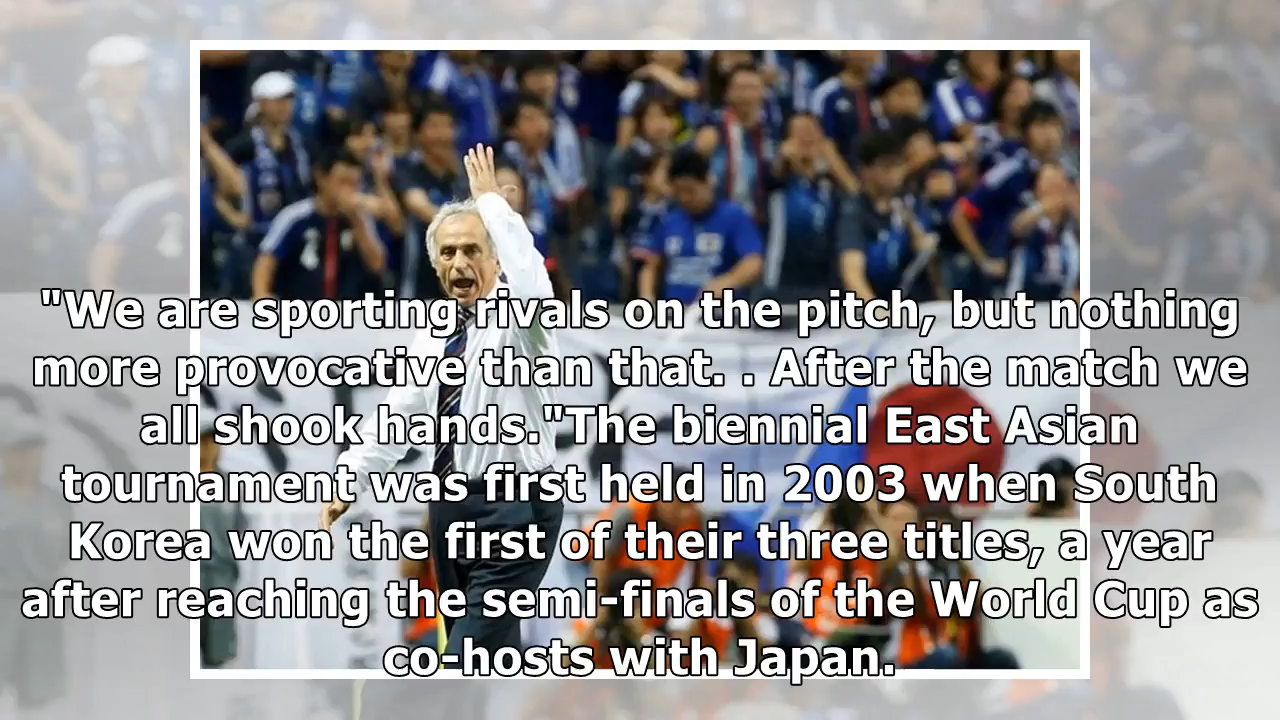 "We are sporting rivals on the pitch, but nothing
more provocative than that. . After the match we
all shook hands."The biennial East Asian
tournament was first held in 2003 when South
Korea won the first of their three titles, a year
after reaching the semi-finals of the World Cup as
co-hosts with Japan.